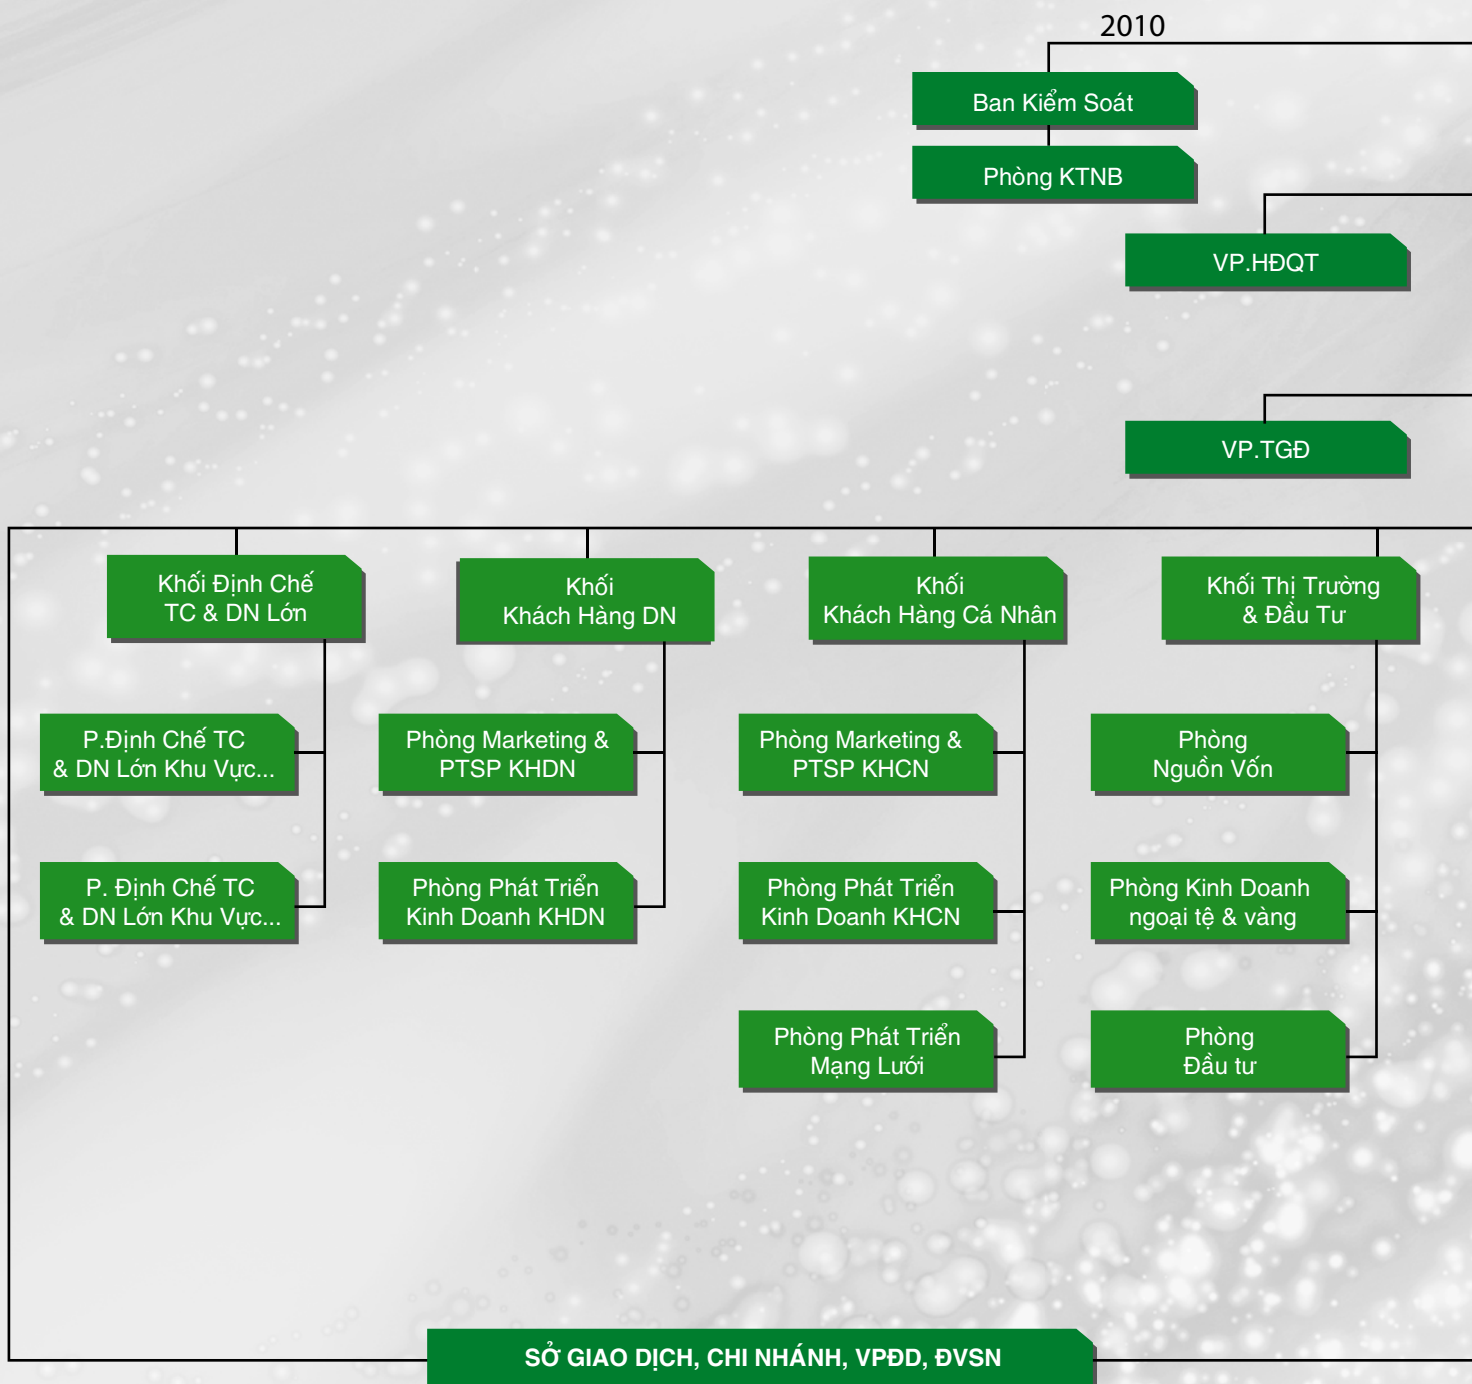 2010
Ban Kiểm Soát
Phòng KTNB
VP.HĐQT
VP.TGĐ
Khối Định Chế
TC & DN Lớn
Khối
Khách Hàng DN
Khối
Khách Hàng Cá Nhân
Khối Thị Trường
& Đầu Tư
P.Định Chế TC
& DN Lớn Khu Vực...
Phòng Marketing &
PTSP KHDN
Phòng Marketing &
PTSP KHCN
Phòng
Nguồn Vốn
P. Định Chế TC
& DN Lớn Khu Vực...
Phòng Phát Triển
Kinh Doanh KHDN
Phòng Phát Triển
Kinh Doanh KHCN
Phòng Kinh Doanh
ngoại tệ & vàng
Phòng Phát Triển
Mạng Lưới
Phòng
Đầu tư
SỞ GIAO DỊCH, CHI NHÁNH, VPĐD, ĐVSN